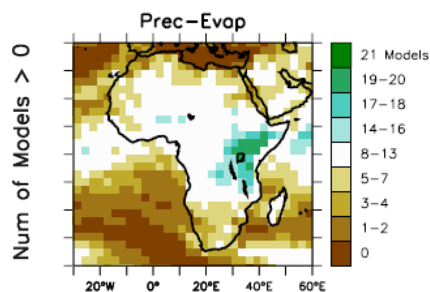 Prec-Evap
Num of Models > 0
21 Models
19-20
17-18
14-16
8-13
5-7
3-4
1-2
0
20°W 0° 20°E 40°E 60°E